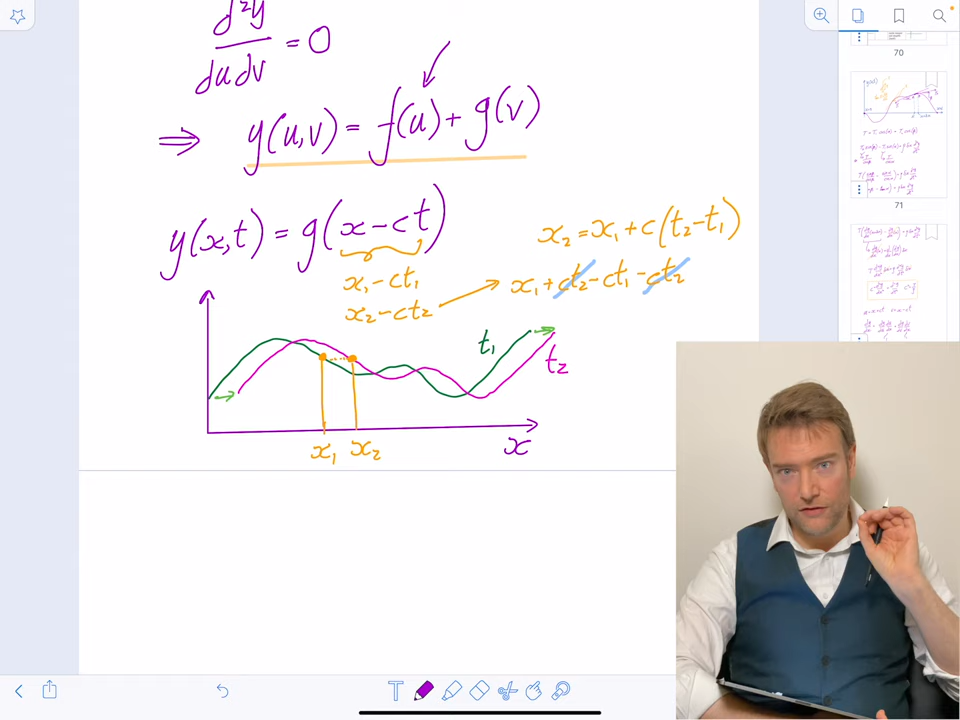 d²y
dudv
= 0
⇒ y(u,v) = f(u) + g(v)
y(x,t) = g(x − ct)
x₁ − ct₁
x₂ − ct₂
x₂ = x₁ + c(t₂ − t₁)
x₁ + ct₂ − ct₁ − ct₂
t₁
t₂
x₁ x₂
x
70
71
T